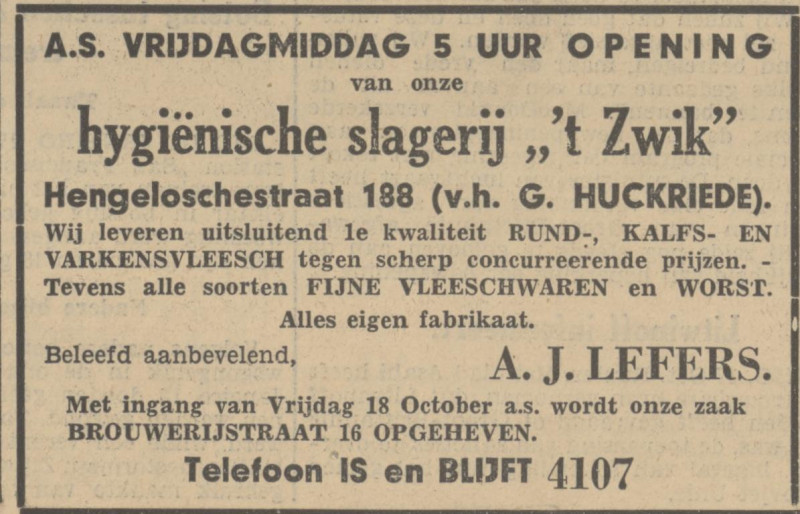 A.S. VRIJDAGMIDDAG 5 UUR OPENING
van onze
hygiënische slagerij „'t Zwik”
Hengeloschestraat 188 (v.h. G. HUCKRIEDE).
Wij leveren uitsluitend 1e kwaliteit RUND-, KALFS- EN
VARKENSVLEESCH tegen scherp concurreerende prijzen. -
Tevens alle soorten FIJNE VLEESCHWAREN en WORST.
Alles eigen fabrikaat.
Beleefd aanbevelend,
A. J. LEFERS.
Met ingang van Vrijdag 18 October a.s. wordt onze zaak
BROUWERIJSTRAAT 16 OPGEHEVEN.
Telefoon IS en BLIJFT 4107